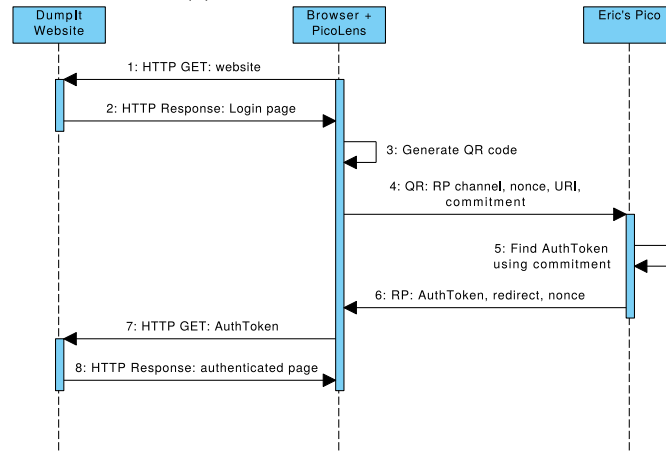 DumpIt
Website
Browser +
PicoLens
Eric's Pico
1: HTTP GET: website
2: HTTP Response: Login page
3: Generate QR code
4: QR: RP channel, nonce, URI,
commitment
5: Find AuthToken
using commitment
6: RP: AuthToken, redirect, nonce
7: HTTP GET: AuthToken
8: HTTP Response: authenticated page